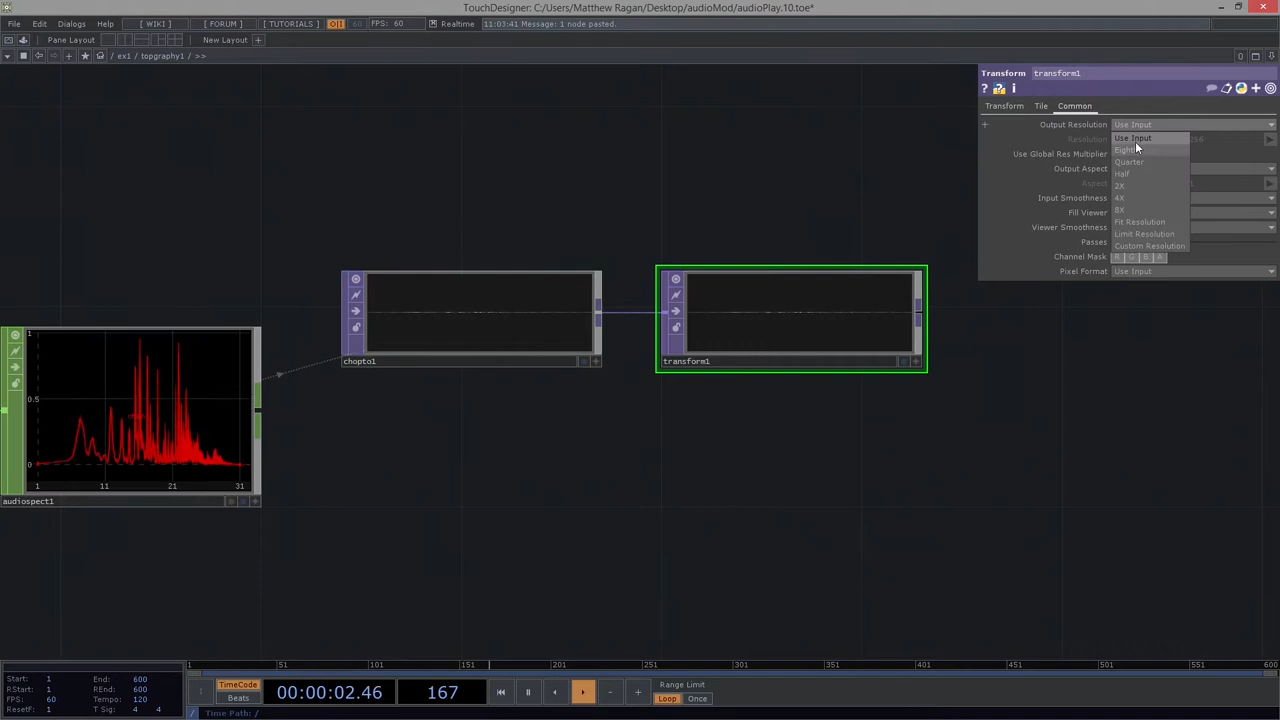 TouchDesigner: C:/Users/Matthew Ragan/Desktop/audioMod/audioPlay.10.toe*
File Edit Dialogs Help [ WIKI ] [ FORUM ] [ TUTORIALS ] O|I 60 FPS: 60 Realtime 11:03:41 Message: 1 node pasted.
Pane Layout New Layout +
/ ex1 / topgraphy1 / >>
Transform transform1
Transform Tile Common
Output Resolution Use Input
Resolution 256
Use Global Res Multiplier
Output Aspect
Aspect 1
Input Smoothness
Fill Viewer
Viewer Smoothness
Passes
Channel Mask R G B A
Pixel Format Use Input
Use Input
Eighth
Quarter
Half
2X
4X
8X
Fit Resolution
Limit Resolution
Custom Resolution
chopto1
transform1
1
0.5
0
1 11 21 31
audiospect1
1 51 101 151 201 251 301 351 401 451 501 551 600
Start: 1 End: 600
RStart: 1 REnd: 600
FPS: 60 Tempo: 120
ResetF: 1 T Sig: 4 4
TimeCode
Beats
00:00:02.46
167
Range Limit
Loop Once
/ Time Path: /